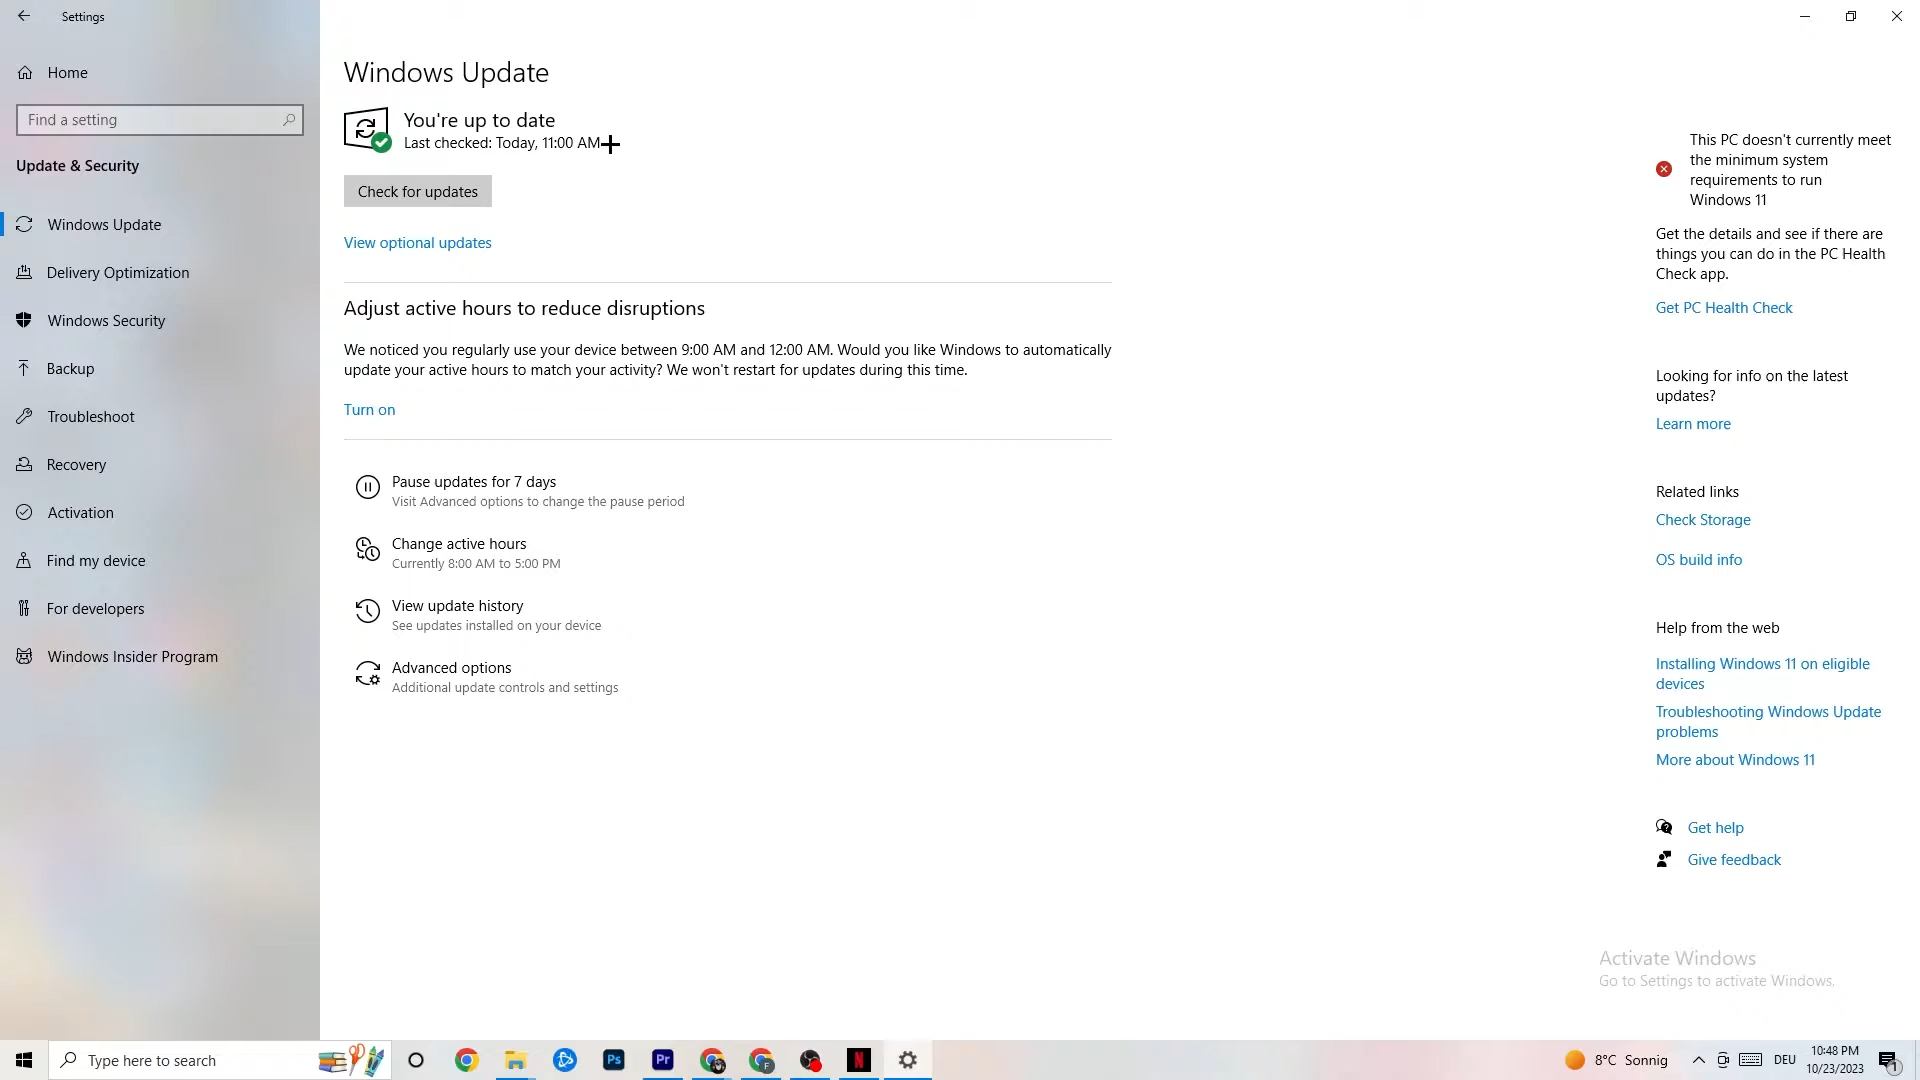 Settings
Home
Find a setting
Update & Security
Windows Update
Delivery Optimization
Windows Security
Backup
Troubleshoot
Recovery
Activation
Find my device
For developers
Windows Insider Program
Windows Update
You're up to date
Last checked: Today, 11:00 AM
Check for updates
View optional updates
Adjust active hours to reduce disruptions
We noticed you regularly use your device between 9:00 AM and 12:00 AM. Would you like Windows to automatically
update your active hours to match your activity? We won't restart for updates during this time.
Turn on
Pause updates for 7 days
Visit Advanced options to change the pause period
Change active hours
Currently 8:00 AM to 5:00 PM
View update history
See updates installed on your device
Advanced options
Additional update controls and settings
This PC doesn't currently meet
the minimum system
requirements to run
Windows 11
Get the details and see if there are
things you can do in the PC Health
Check app.
Get PC Health Check
Looking for info on the latest
updates?
Learn more
Related links
Check Storage
OS build info
Help from the web
Installing Windows 11 on eligible
devices
Troubleshooting Windows Update
problems
More about Windows 11
Get help
Give feedback
Activate Windows
Go to Settings to activate Windows.
Type here to search
Ps
Pr
F
N
8°C Sonnig
DEU
10:48 PM
10/23/2023
1